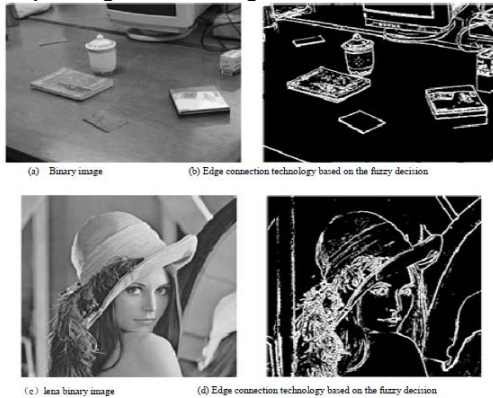 (a) Binary image
(b) Edge connection technology based on the fuzzy decision
(c) lena binary image
(d) Edge connection technology based on the fuzzy decision